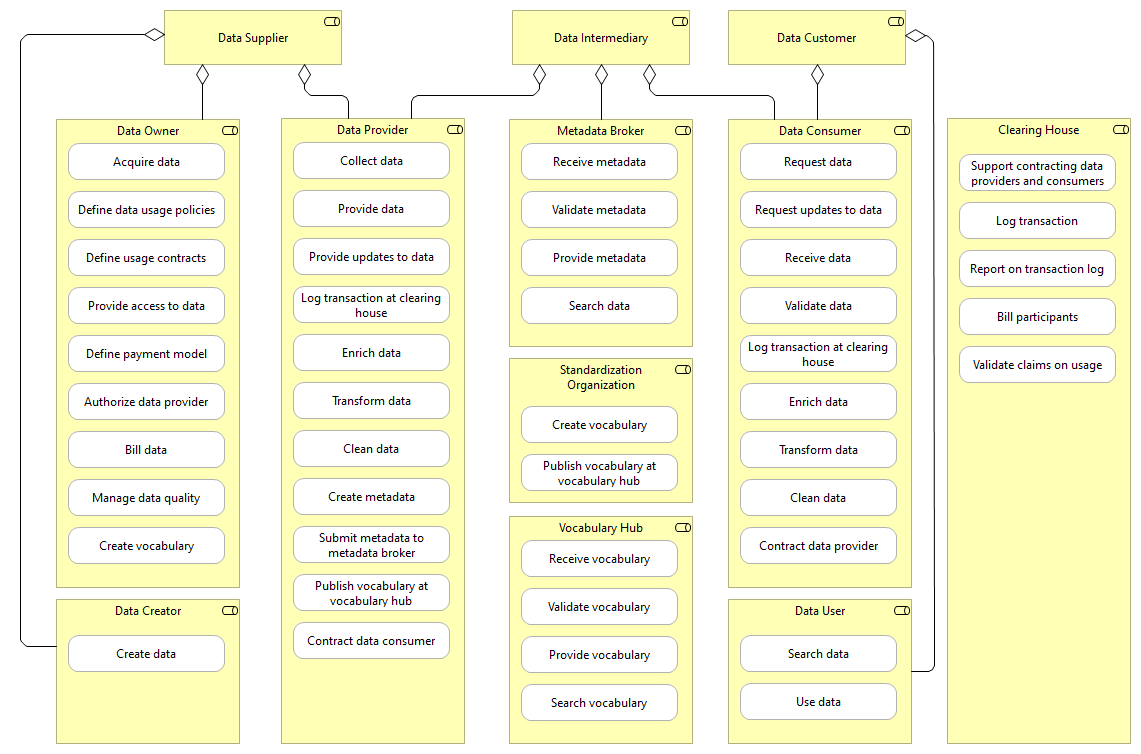 Data Supplier
Data Intermediary
Data Customer
Data Owner
Acquire data
Define data usage policies
Define usage contracts
Provide access to data
Define payment model
Authorize data provider
Bill data
Manage data quality
Create vocabulary
Data Creator
Create data
Data Provider
Collect data
Provide data
Provide updates to data
Log transaction at clearing
house
Enrich data
Transform data
Clean data
Create metadata
Submit metadata to
metadata broker
Publish vocabulary at
vocabulary hub
Contract data consumer
Metadata Broker
Receive metadata
Validate metadata
Provide metadata
Search data
Standardization
Organization
Create vocabulary
Publish vocabulary at
vocabulary hub
Vocabulary Hub
Receive vocabulary
Validate vocabulary
Provide vocabulary
Search vocabulary
Data Consumer
Request data
Request updates to data
Receive data
Validate data
Log transaction at clearing
house
Enrich data
Transform data
Clean data
Contract data provider
Data User
Search data
Use data
Clearing House
Support contracting data
providers and consumers
Log transaction
Report on transaction log
Bill participants
Validate claims on usage